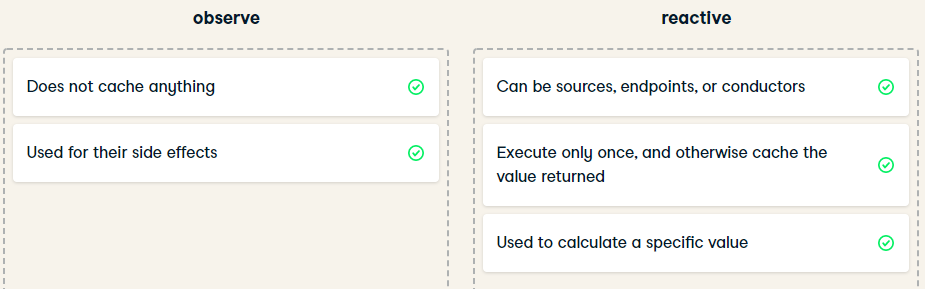 observe
reactive
Does not cache anything
Used for their side effects
Can be sources, endpoints, or conductors
Execute only once, and otherwise cache the
value returned
Used to calculate a specific value